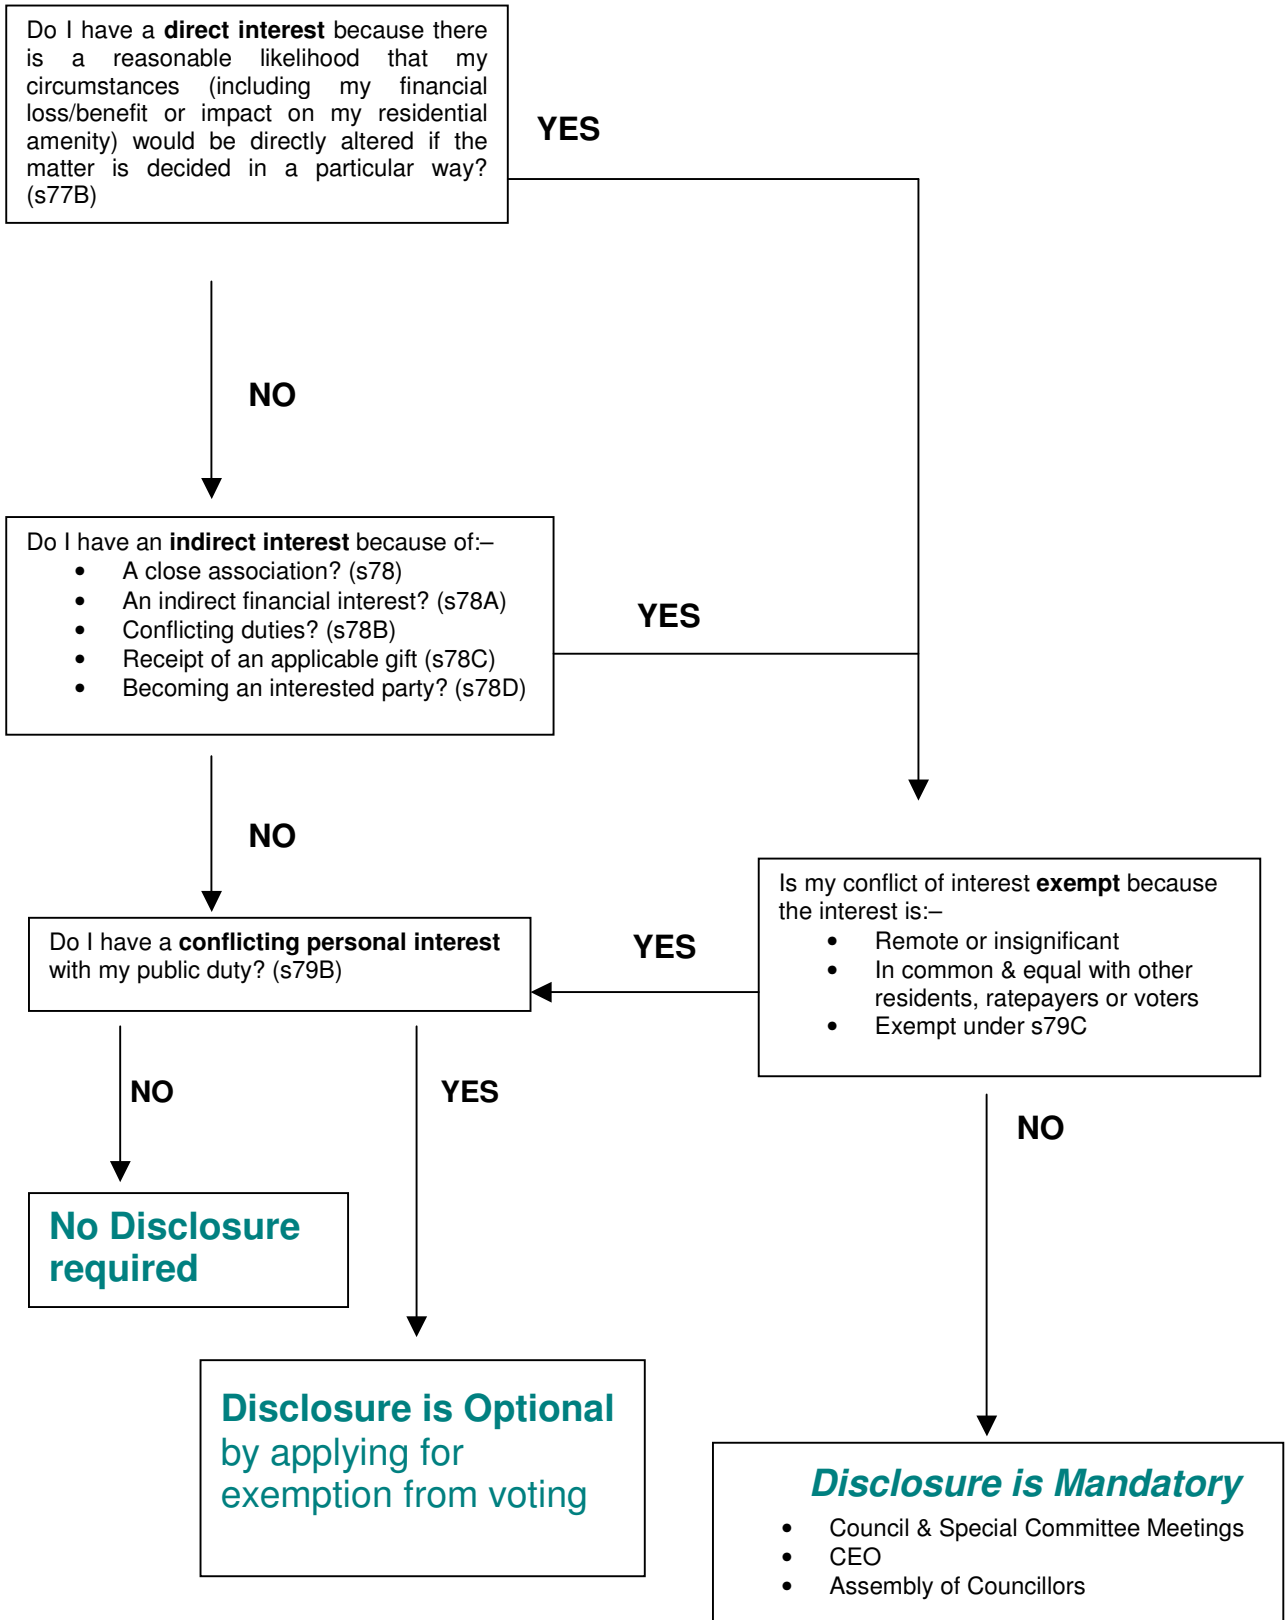 Do I have a direct interest because there
is a reasonable likelihood that my
circumstances (including my financial
loss/benefit or impact on my residential
amenity) would be directly altered if the
matter is decided in a particular way?
(s77B)
YES
NO
Do I have an indirect interest because of:–
• A close association? (s78)
• An indirect financial interest? (s78A)
• Conflicting duties? (s78B)
• Receipt of an applicable gift (s78C)
• Becoming an interested party? (s78D)
YES
NO
Is my conflict of interest exempt because
the interest is:–
• Remote or insignificant
• In common & equal with other
residents, ratepayers or voters
• Exempt under s79C
YES
Do I have a conflicting personal interest
with my public duty? (s79B)
NO
YES
NO
No Disclosure
required
Disclosure is Optional
by applying for
exemption from voting
Disclosure is Mandatory
• Council & Special Committee Meetings
• CEO
• Assembly of Councillors